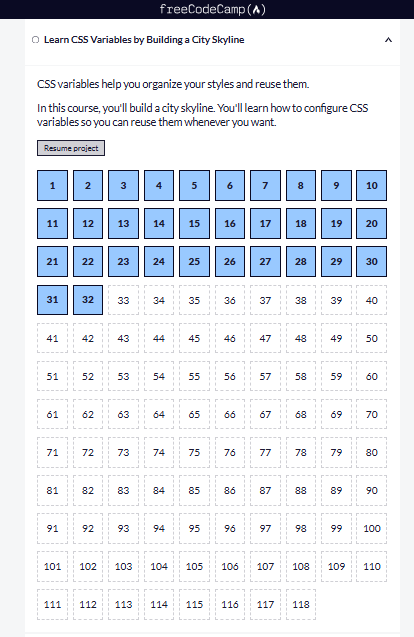 freeCodeCamp(🔥)
Learn CSS Variables by Building a City Skyline
CSS variables help you organize your styles and reuse them.
In this course, you'll build a city skyline. You'll learn how to configure CSS
variables so you can reuse them whenever you want.
Resume project
1 2 3 4 5 6 7 8 9 10
11 12 13 14 15 16 17 18 19 20
21 22 23 24 25 26 27 28 29 30
31 32 33 34 35 36 37 38 39 40
41 42 43 44 45 46 47 48 49 50
51 52 53 54 55 56 57 58 59 60
61 62 63 64 65 66 67 68 69 70
71 72 73 74 75 76 77 78 79 80
81 82 83 84 85 86 87 88 89 90
91 92 93 94 95 96 97 98 99 100
101 102 103 104 105 106 107 108 109 110
111 112 113 114 115 116 117 118